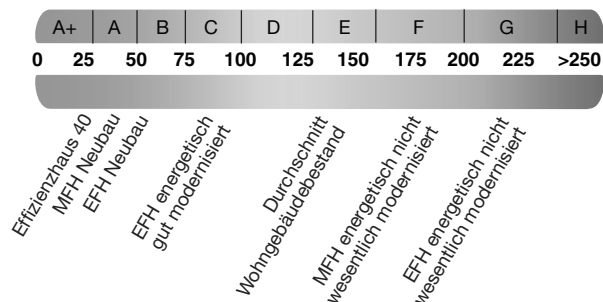 A+ A B C D E F G H
0 25 50 75 100 125 150 175 200 225 >250
Effizienzhaus 40
MFH Neubau
EFH Neubau
EFH energetisch
gut modernisiert
Durchschnitt
Wohngebäudebestand
MFH energetisch nicht
wesentlich modernisiert
EFH energetisch nicht
wesentlich modernisiert